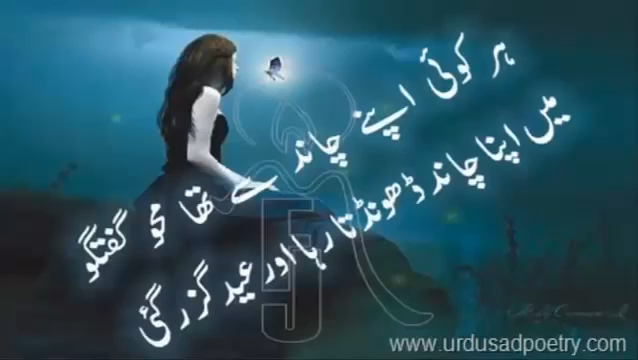 ہر کوئی اپنے چاند سے تھا محو گفتگو
میں اپنا چاند ڈھونڈتا رہا اور عید گزر گئی
www.urdusadpoetry.com